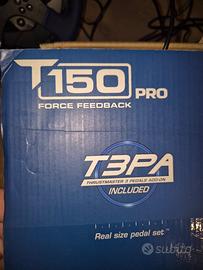 T150 PRO
FORCE FEEDBACK
T3PA
THRUSTMASTER 3 PEDALS ADD-ON
INCLUDED
Real size pedal set
subito